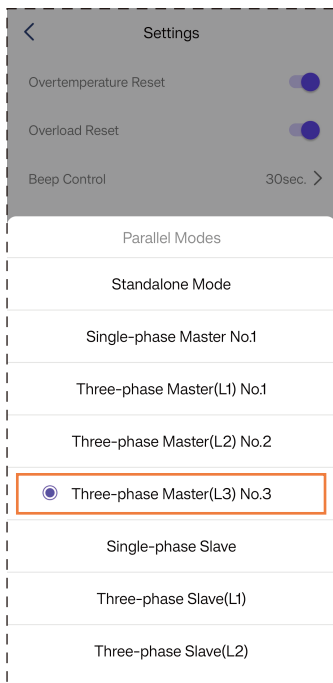 Settings
Overtemperature Reset
Overload Reset
Beep Control 30sec.
Parallel Modes
Standalone Mode
Single-phase Master No.1
Three-phase Master(L1) No.1
Three-phase Master(L2) No.2
Three-phase Master(L3) No.3
Single-phase Slave
Three-phase Slave(L1)
Three-phase Slave(L2)